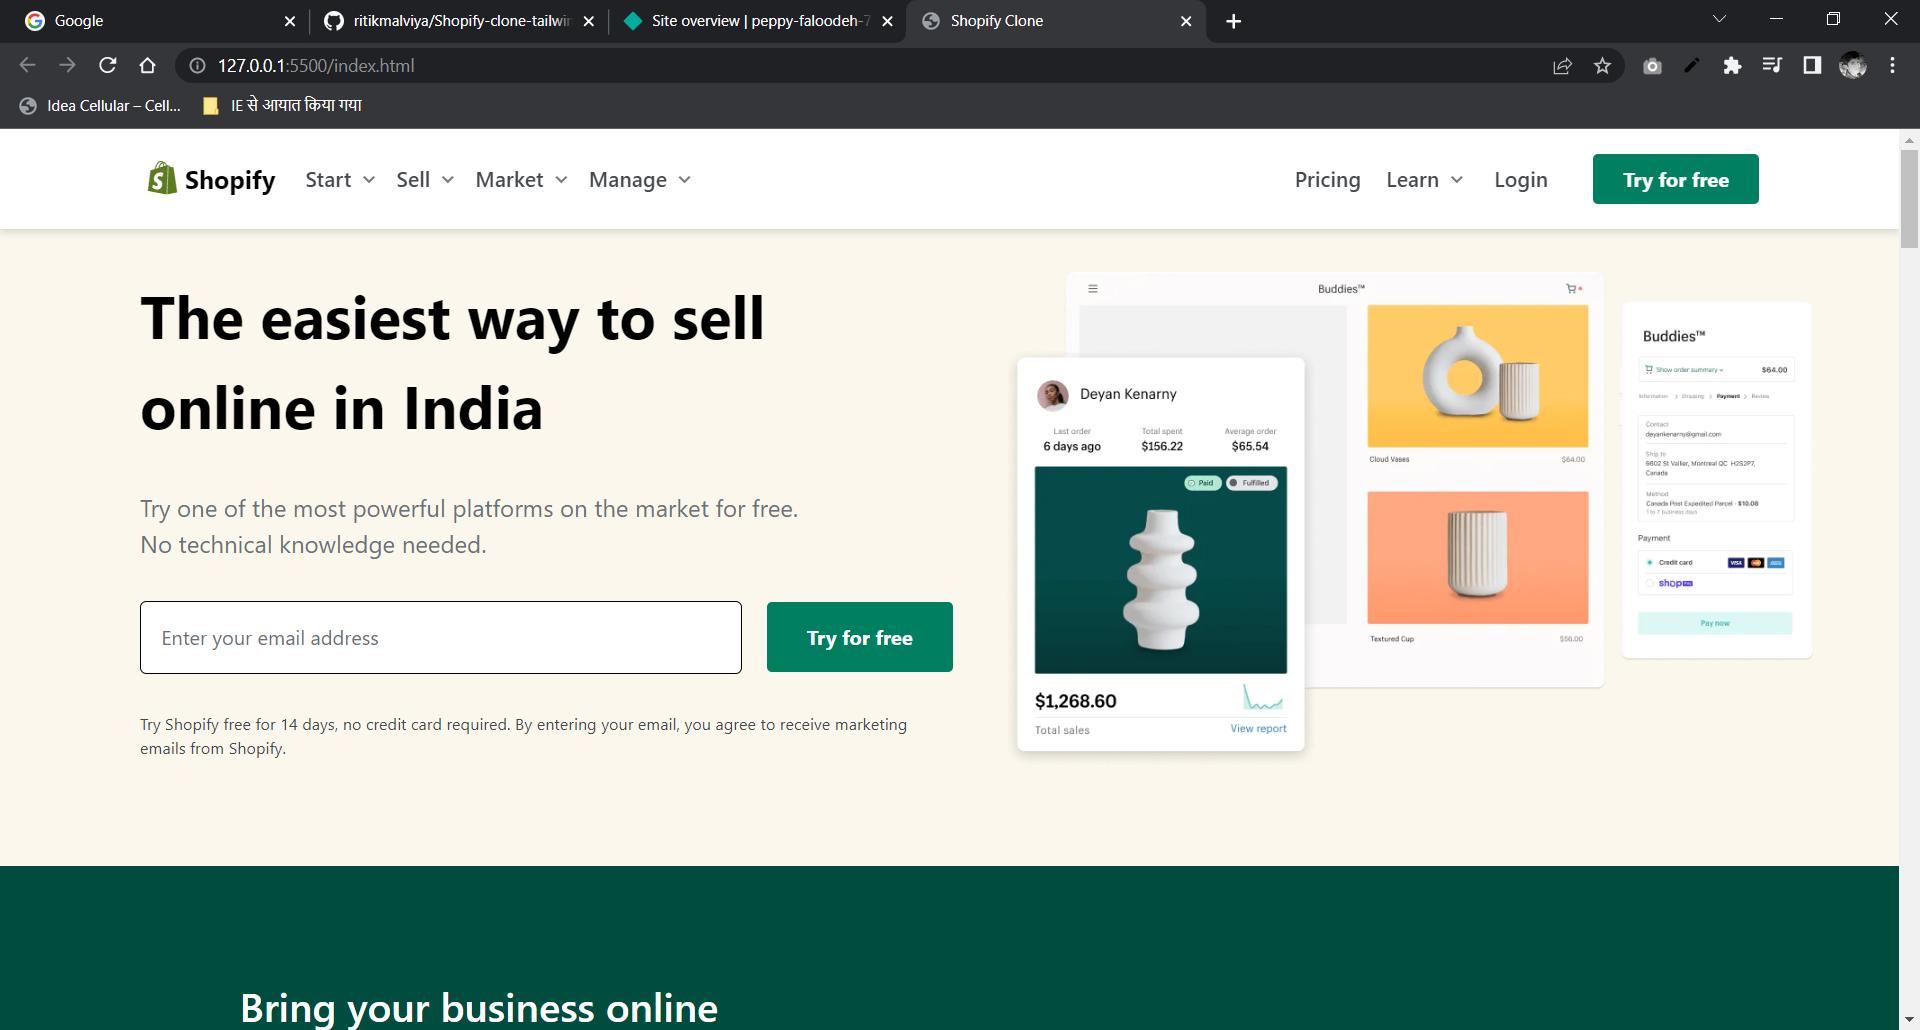 Google
ritikmalviya/Shopify-clone-tailwin
Site overview | peppy-faloodeh-7
Shopify Clone
127.0.0.1:5500/index.html
Idea Cellular – Cell...
IE से आयात किया गया
Shopify
Start
Sell
Market
Manage
Pricing
Learn
Login
Try for free
The easiest way to sell
online in India
Try one of the most powerful platforms on the market for free.
No technical knowledge needed.
Enter your email address
Try for free
Try Shopify free for 14 days, no credit card required. By entering your email, you agree to receive marketing
emails from Shopify.
Buddies™
Cloud Vases $64.00
Textured Cup $56.00
Deyan Kenarny
Last order Total spent Average order
6 days ago $156.22 $65.54
Paid Fulfilled
$1,268.60
Total sales View report
Buddies™
Show order summary $64.00
Information > Shipping > Payment > Review
Contact
deyankenarny@gmail.com
Ship to
6602 St Vallier, Montreal QC H2S2P7,
Canada
Method
Canada Post Expedited Parcel · $10.08
1 to 7 business days
Payment
Credit card VISA
shop Pay
Pay now
Bring your business online